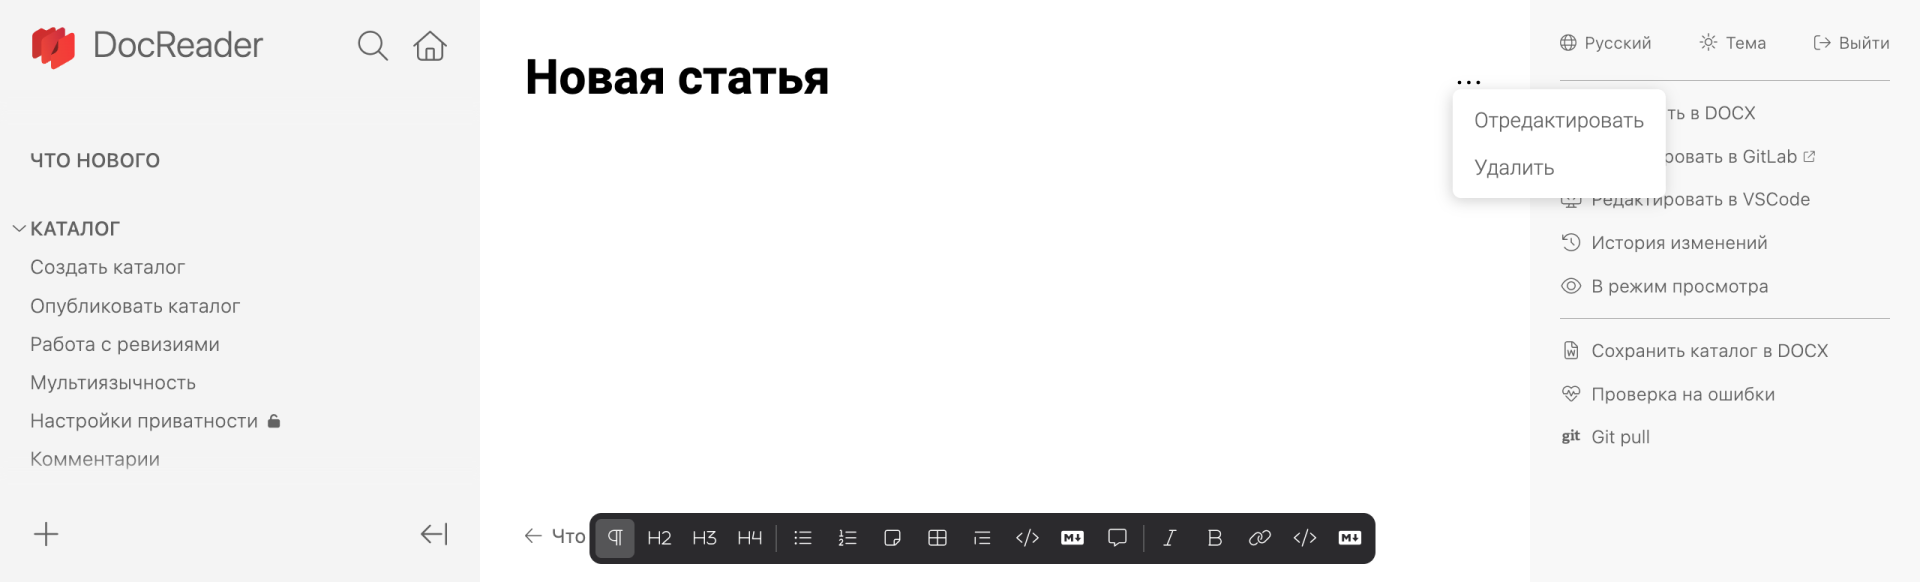 DocReader
ЧТО НОВОГО
КАТАЛОГ
Создать каталог
Опубликовать каталог
Работа с ревизиями
Мультиязычность
Настройки приватности
Комментарии
Новая статья
...
Отредактировать
Удалить
Что
H2 H3 H4
M↓
M↓
Русский Тема Выйти
ть в DOCX
ровать в GitLab
Редактировать в VSCode
История изменений
В режим просмотра
Сохранить каталог в DOCX
Проверка на ошибки
git Git pull